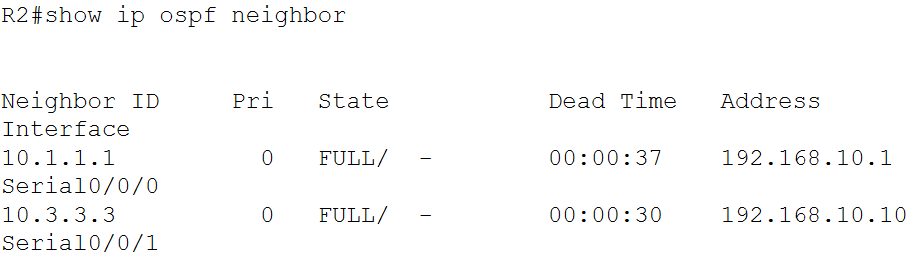 R2#show ip ospf neighbor
Neighbor ID     Pri   State           Dead Time   Address
Interface
10.1.1.1          0   FULL/  -        00:00:37    192.168.10.1
Serial0/0/0
10.3.3.3          0   FULL/  -        00:00:30    192.168.10.10
Serial0/0/1